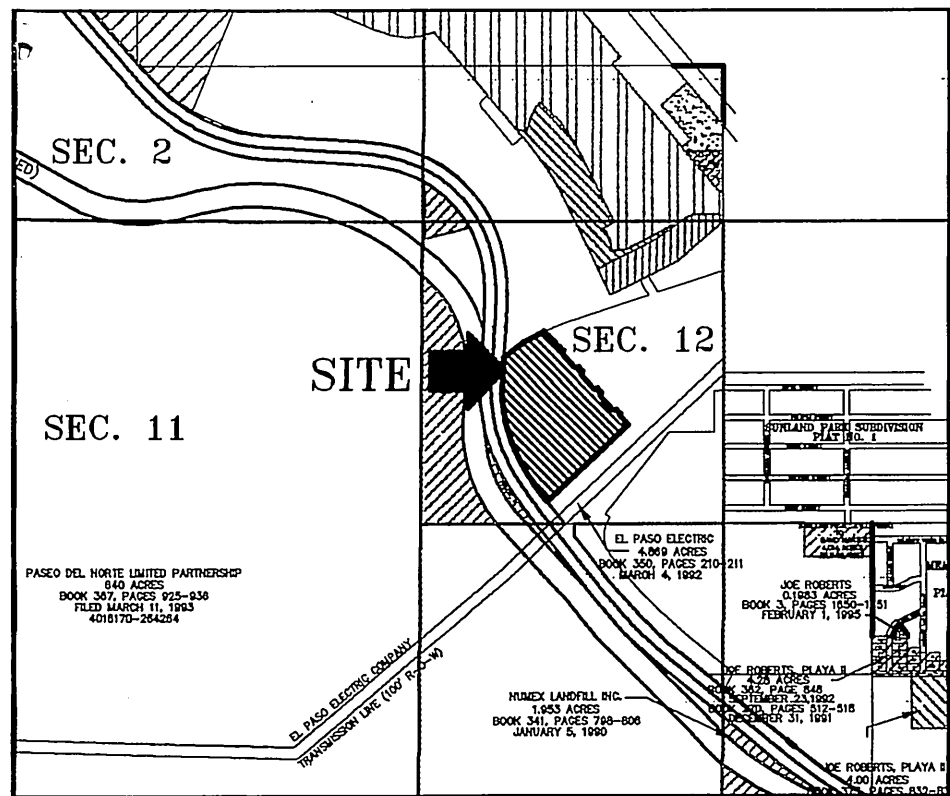 SEC. 2
SEC. 12
SITE
SEC. 11
SUNLAND PARK SUBDIVISION
PLAT NO. 1
EL PASO ELECTRIC
4.869 ACRES
BOOK 350, PAGES 210-211
MARCH 4, 1992
PASEO DEL NORTE LIMITED PARTNERSHIP
640 ACRES
BOOK 367, PAGES 925-936
FILED MARCH 11, 1993
4016170-264264
JOE ROBERTS
0.1983 ACRES
BOOK 3, PAGES 1650-1651
FEBRUARY 1, 1995
EL PASO ELECTRIC COMPANY
TRANSMISSION LINE (100' R-O-W)
JOE ROBERTS, PLAYA II
4.28 ACRES
BOOK 362, PAGE 848
SEPTEMBER 23, 1992
PAGES 512-516
DECEMBER 31, 1991
NUMEX LANDFILL INC.
1.953 ACRES
BOOK 341, PAGES 798-806
JANUARY 5, 1990
JOE ROBERTS, PLAYA II
4.00 ACRES